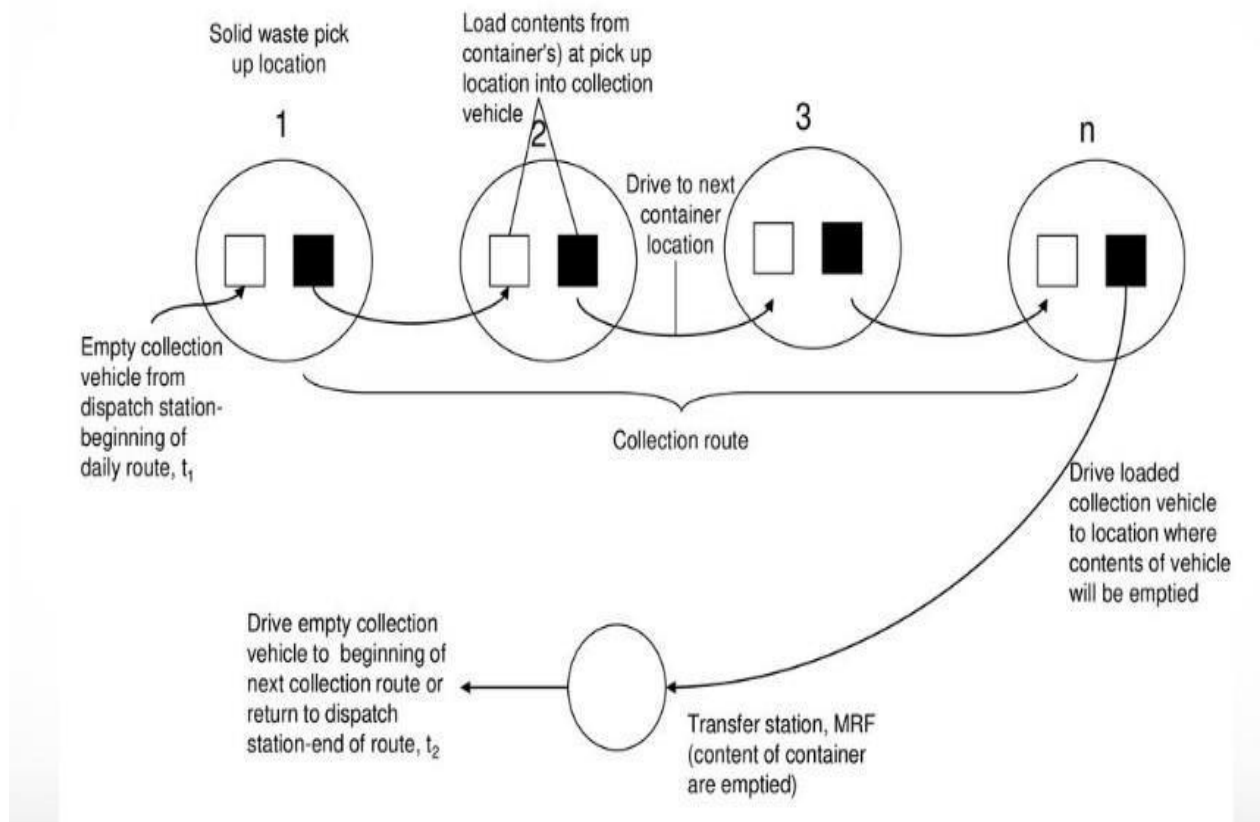 Solid waste pick
up location
1
Load contents from
container's) at pick up
location into collection
vehicle
2
3
n
Drive to next
container
location
Empty collection
vehicle from
dispatch station-
beginning of
daily route, t₁
Collection route
Drive loaded
collection vehicle
to location where
contents of vehicle
will be emptied
Drive empty collection
vehicle to beginning of
next collection route or
return to dispatch
station-end of route, t₂
Transfer station, MRF
(content of container
are emptied)